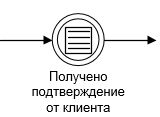 Получено
подтверждение
от клиента